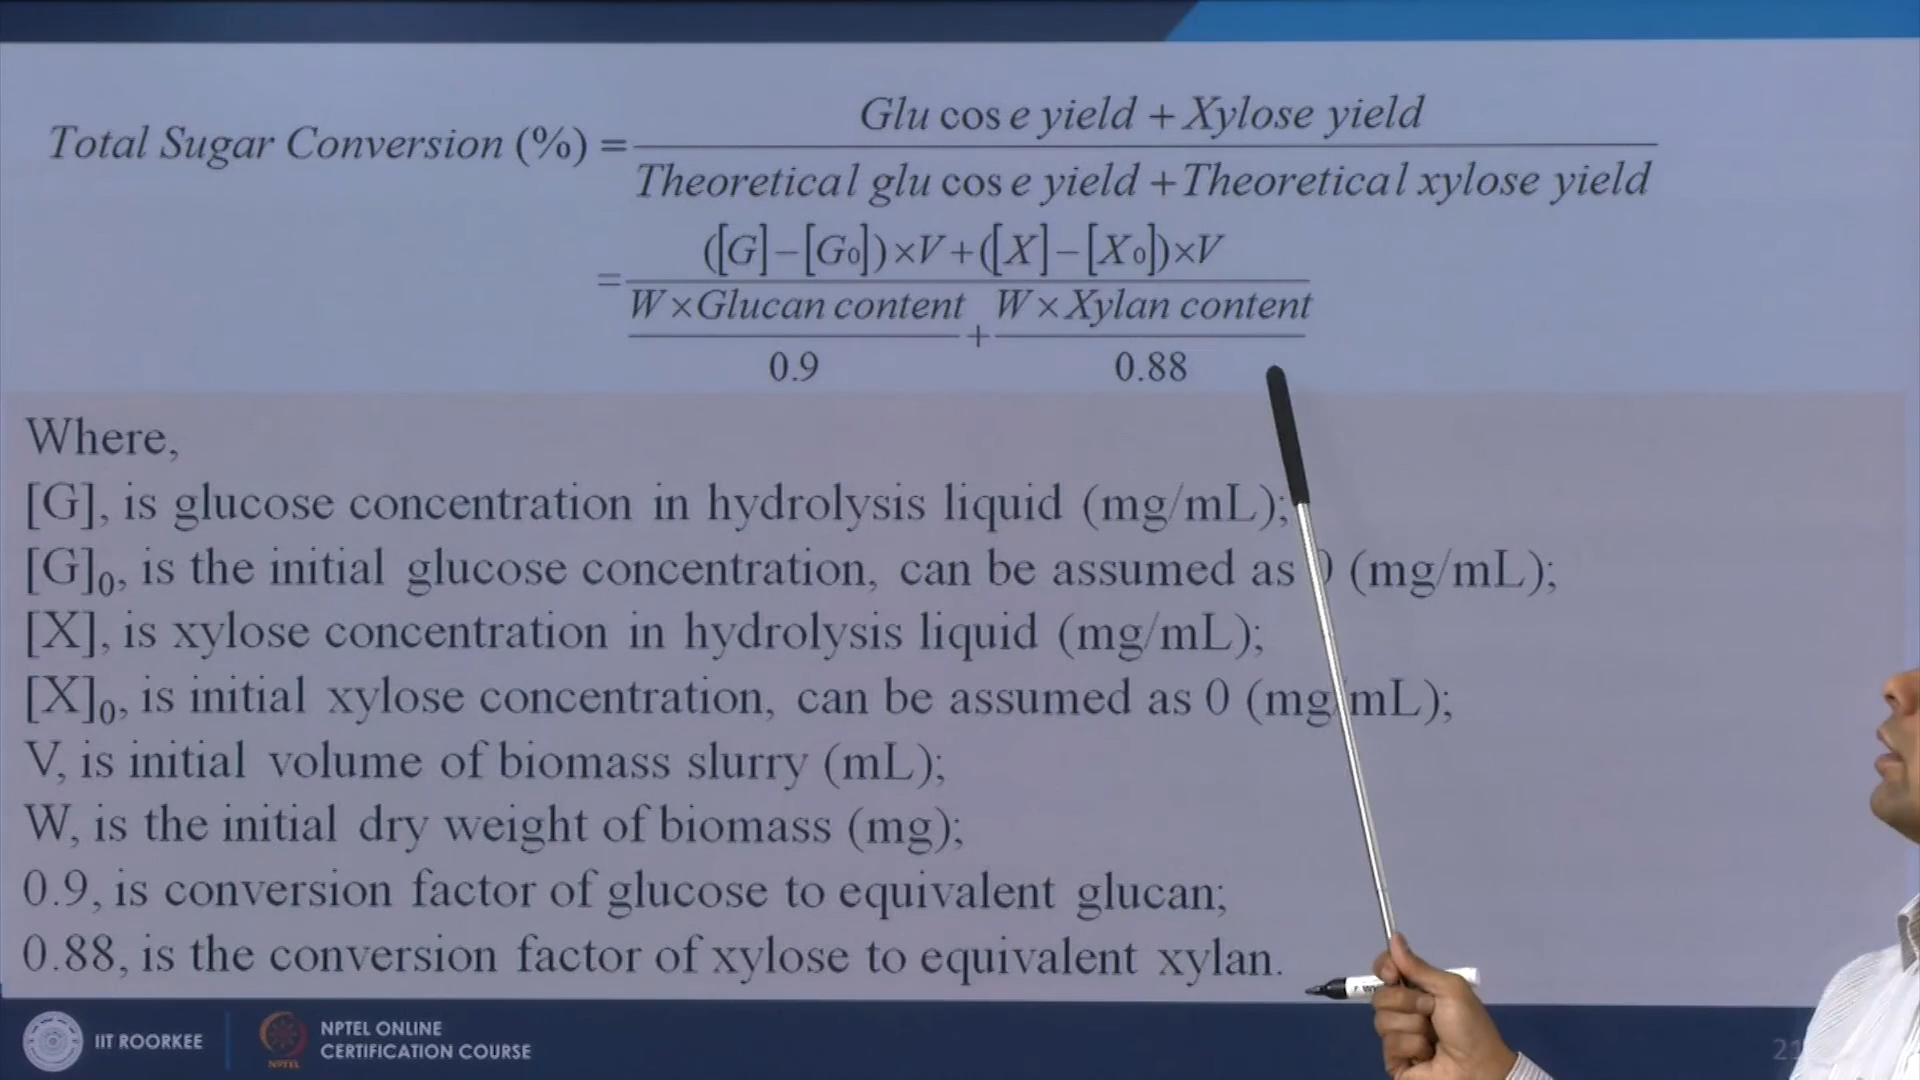 Total Sugar Conversion (%) = Glu cos e yield + Xylose yield / Theoretical glu cos e yield + Theoretical xylose yield
= ([G]−[G0])×V+([X]−[X0])×V / W×Glucan content / 0.9 + W×Xylan content / 0.88
Where,
[G], is glucose concentration in hydrolysis liquid (mg/mL);
[G]0, is the initial glucose concentration, can be assumed as (mg/mL);
[X], is xylose concentration in hydrolysis liquid (mg/mL);
[X]0, is initial xylose concentration, can be assumed as 0 (mg/mL);
V, is initial volume of biomass slurry (mL);
W, is the initial dry weight of biomass (mg);
0.9, is conversion factor of glucose to equivalent glucan;
0.88, is the conversion factor of xylose to equivalent xylan.
IIT ROORKEE
NPTEL
NPTEL ONLINE
CERTIFICATION COURSE